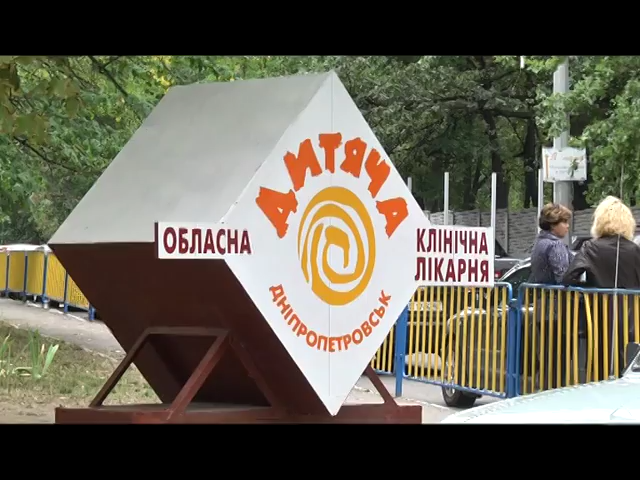 ДИТЯЧА
ОБЛАСНА
КЛІНІЧНА
ЛІКАРНЯ
ДНІПРОПЕТРОВСЬК